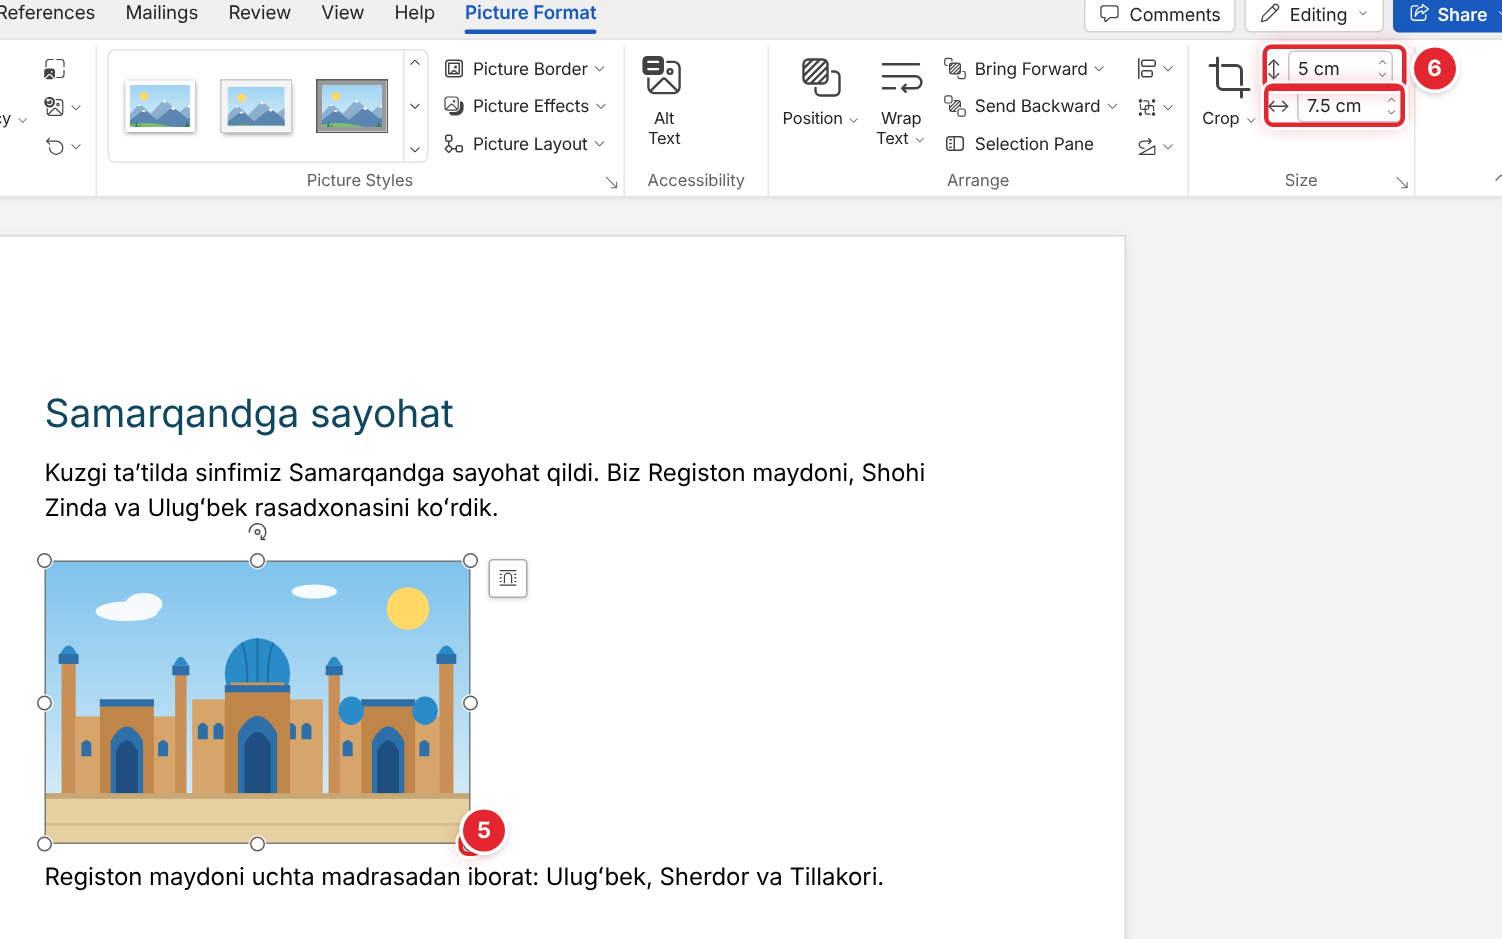 References Mailings Review View Help Picture Format Comments Editing Share
Picture Border
Picture Effects
Picture Layout
Picture Styles
Alt
Text
Accessibility
Position
Wrap
Text
Bring Forward
Send Backward
Selection Pane
Arrange
Crop
5 cm
7.5 cm
6
Size
Samarqandga sayohat
Kuzgi ta’tilda sinfimiz Samarqandga sayohat qildi. Biz Registon maydoni, Shohi
Zinda va Ulug‘bek rasadxonasini ko‘rdik.
5
Registon maydoni uchta madrasadan iborat: Ulug‘bek, Sherdor va Tillakori.